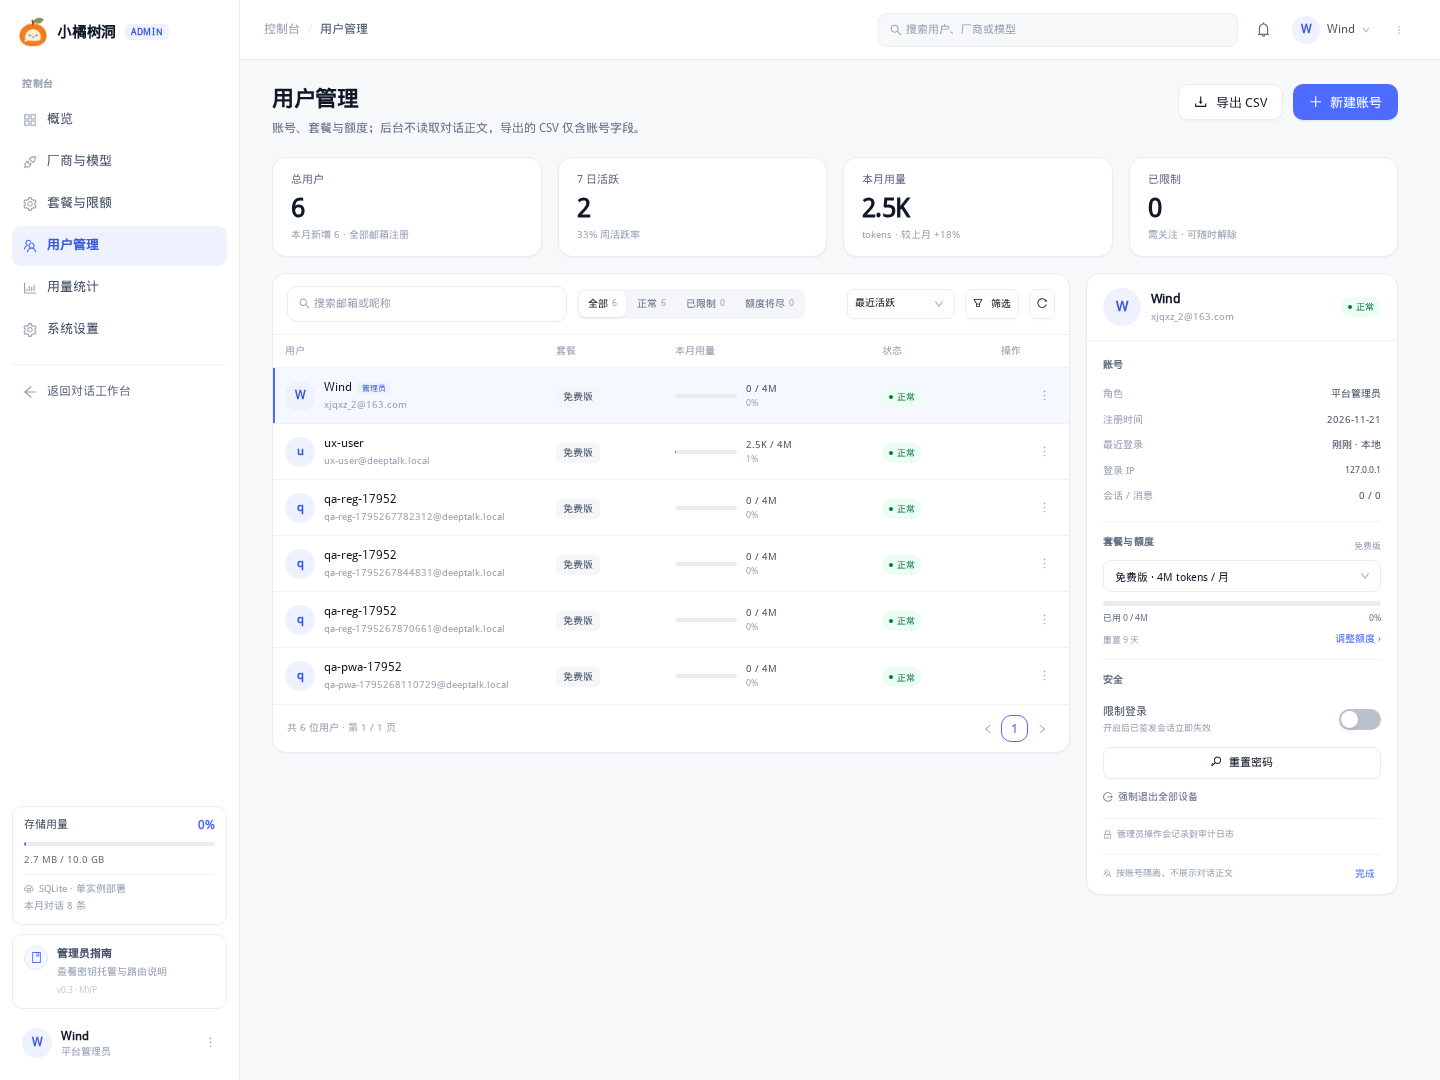 小橘树洞 ADMIN
控制台
概览
厂商与模型
套餐与限额
用户管理
用量统计
系统设置
返回对话工作台
存储用量 0%
2.7 MB / 10.0 GB
SQLite · 单实例部署
本月对话 8 条
管理员指南
查看密钥托管与路由说明
v0.3 · MVP
W Wind
平台管理员
控制台 / 用户管理
搜索用户、厂商或模型
W Wind
用户管理
账号、套餐与额度；后台不读取对话正文，导出的 CSV 仅含账号字段。
导出 CSV
新建账号
总用户
6
本月新增 6 · 全部邮箱注册
7 日活跃
2
33% 周活跃率
本月用量
2.5K
tokens · 较上月 +18%
已限制
0
需关注 · 可随时解除
搜索邮箱或昵称
全部 6 正常 6 已限制 0 额度将尽 0
最近活跃
筛选
用户 套餐 本月用量 状态 操作
W Wind 管理员
xjqxz_2@163.com
免费版
0 / 4M
0%
正常
u ux-user
ux-user@deeptalk.local
免费版
2.5K / 4M
1%
正常
q qa-reg-17952
qa-reg-1795267782312@deeptalk.local
免费版
0 / 4M
0%
正常
q qa-reg-17952
qa-reg-1795267844831@deeptalk.local
免费版
0 / 4M
0%
正常
q qa-reg-17952
qa-reg-1795267870661@deeptalk.local
免费版
0 / 4M
0%
正常
q qa-pwa-17952
qa-pwa-1795268110729@deeptalk.local
免费版
0 / 4M
0%
正常
共 6 位用户 · 第 1 / 1 页
1
W Wind
xjqxz_2@163.com
正常
账号
角色 平台管理员
注册时间 2026-11-21
最近登录 刚刚 · 本地
登录 IP 127.0.0.1
会话 / 消息 0 / 0
套餐与额度 免费版
免费版 · 4M tokens / 月
已用 0 / 4M 0%
重置 9 天 调整额度 ›
安全
限制登录
开启后已签发会话立即失效
重置密码
强制退出全部设备
管理员操作会记录到审计日志
按账号隔离，不展示对话正文 完成